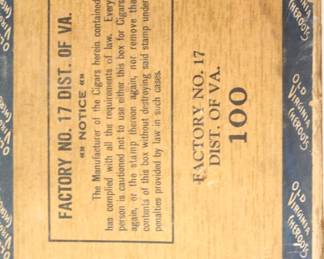 FACTORY NO. 17 DIST. OF VA.
«« NOTICE »»
The Manufacturer of the Cigars herein contained
has complied with all the requirements of law. Every
person is cautioned not to use either this box for Cigars
again, or the stamp thereon again, nor remove the
contents of this box without destroying said stamp under
penalties provided by law in such cases.
FACTORY NO. 17
DIST. OF VA.
100
OLD
VIRGINIA
CHEROOTS
OLD
VIRGINIA
CHEROOTS